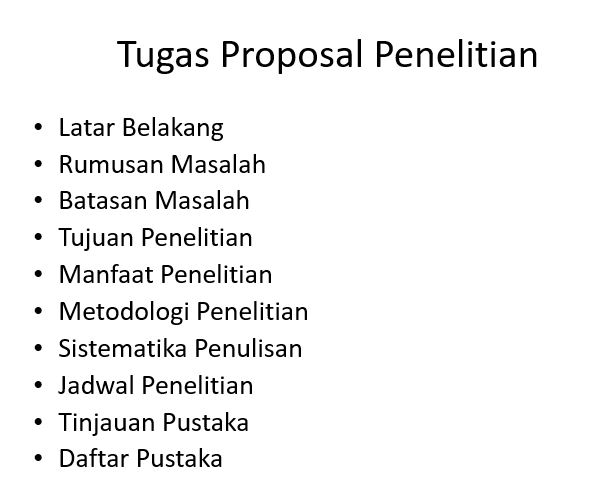 Tugas Proposal Penelitian
• Latar Belakang
• Rumusan Masalah
• Batasan Masalah
• Tujuan Penelitian
• Manfaat Penelitian
• Metodologi Penelitian
• Sistematika Penulisan
• Jadwal Penelitian
• Tinjauan Pustaka
• Daftar Pustaka